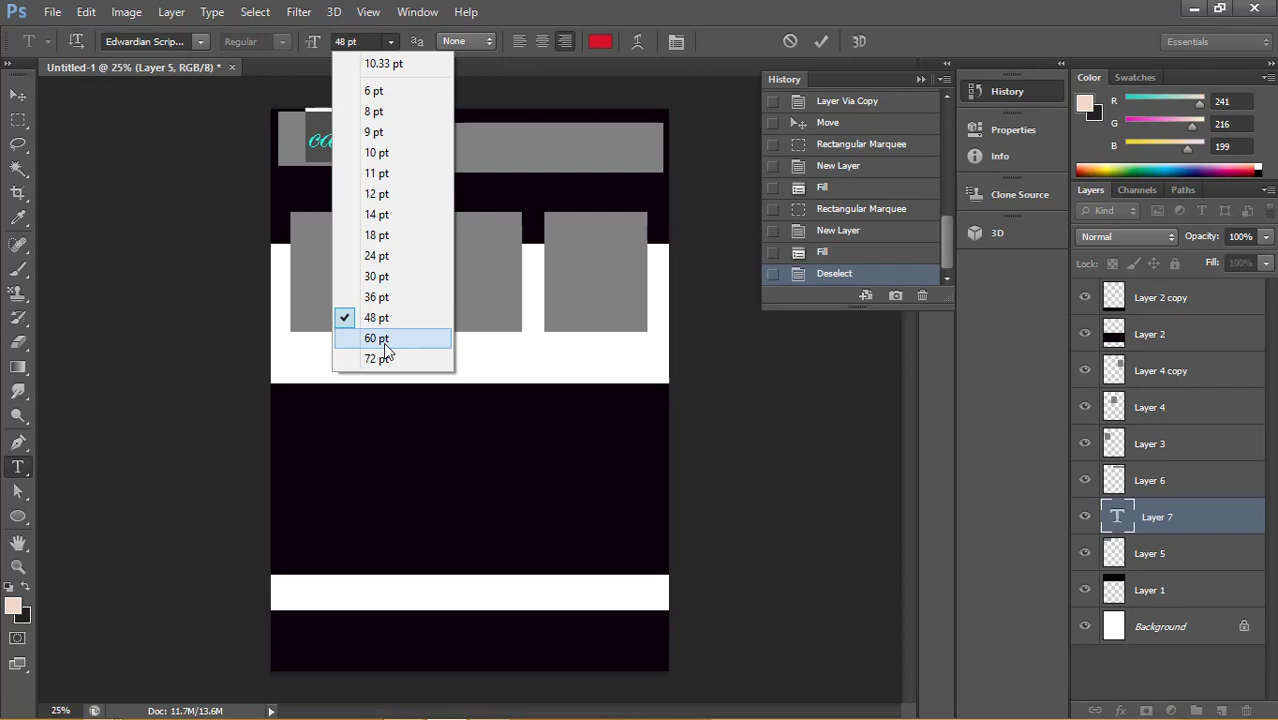 Ps File Edit Image Layer Type Select Filter 3D View Window Help
T Edwardian Scrip... Regular 48 pt aa None 3D Essentials
Untitled-1 @ 25% (Layer 5, RGB/8) * ×
10.33 pt
6 pt
8 pt
9 pt
10 pt
11 pt
12 pt
14 pt
18 pt
24 pt
30 pt
36 pt
48 pt
60 pt
72 pt
History
Layer Via Copy
Move
Rectangular Marquee
New Layer
Fill
Rectangular Marquee
New Layer
Fill
Deselect
History
Properties
Info
Clone Source
3D
Color Swatches
R 241
G 216
B 199
Layers Channels Paths
Kind
Normal Opacity: 100%
Lock: Fill: 100%
Layer 2 copy
Layer 2
Layer 4 copy
Layer 4
Layer 3
Layer 6
T Layer 7
Layer 5
Layer 1
Background
fx
25% Doc: 11.7M/13.6M